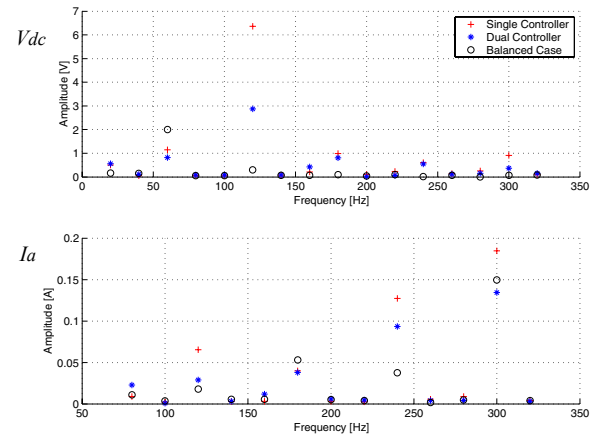 Vdc
Amplitude [V]
7
6
5
4
3
2
1
0
Single Controller
Dual Controller
Balanced Case
0 50 100 150 200 250 300 350
Frequency [Hz]
Ia
Amplitude [A]
0.2
0.15
0.1
0.05
0
50 100 150 200 250 300 350
Frequency [Hz]